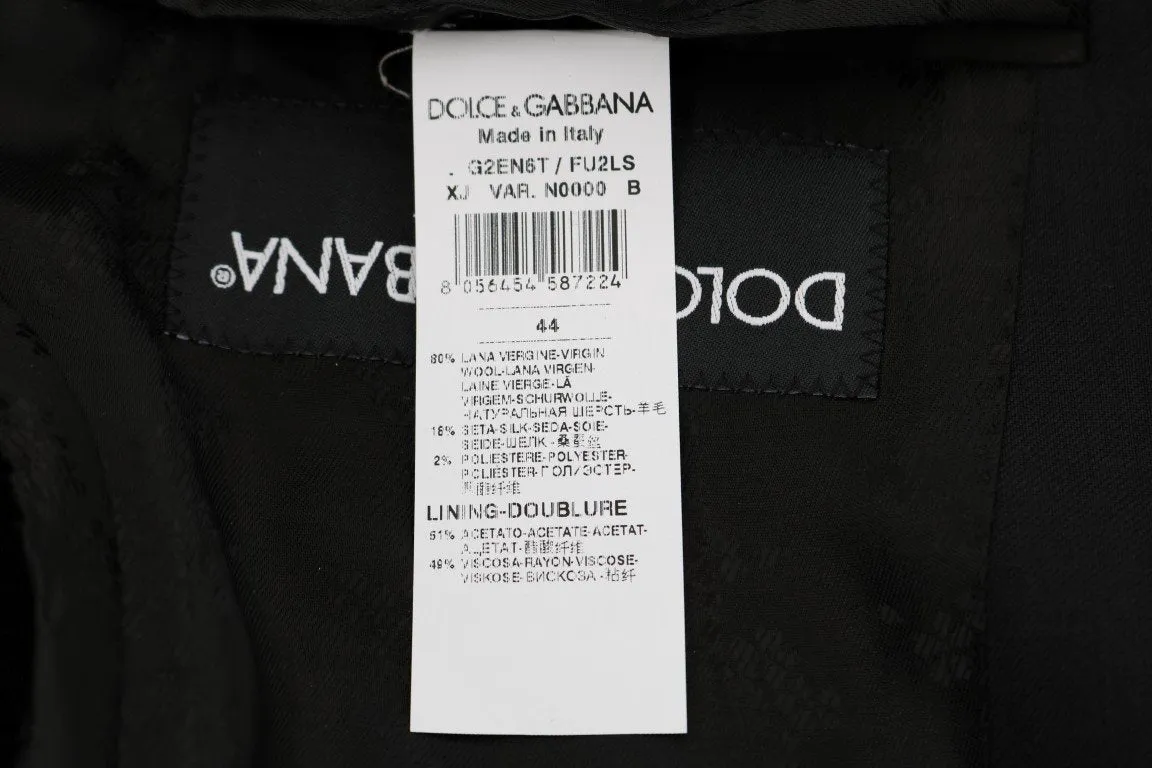 DOLCE & GABBANA
Made in Italy
. G2EN6T / FU2LS
XJ VAR. N0000 B
8 056454 587224
44
80% LANA VERGINE-VIRGIN
WOOL-LANA VIRGEN-
LAINE VIERGE-LÃ
VIRGEM-SCHURWOLLE-
НАТУРАЛЬНАЯ ШЕРСТЬ-羊毛
18% SETA-SILK-SEDA-SOIE-
SEIDE-ШЕЛК-桑蚕丝
2% POLIESTERE-POLYESTER-
POLIESTER-ПОЛИЭСТЕР-
聚酯纤维
LINING-DOUBLURE
51% ACETATO-ACETATE-ACETAT-
АЦЕТАТ-醋酸纤维
49% VISCOSA-RAYON-VISCOSE-
VISKOSE-ВИСКОЗА-粘纤
DOLC BBANA®